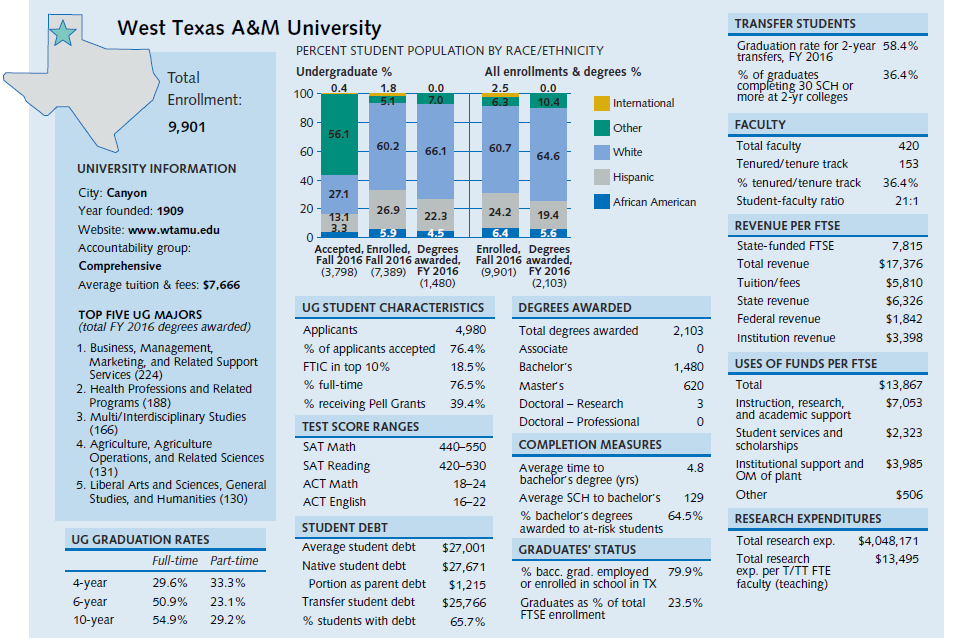 West Texas A&M University
Total
Enrollment:
9,901
UNIVERSITY INFORMATION
City: Canyon
Year founded: 1909
Website: www.wtamu.edu
Accountability group:
Comprehensive
Average tuition & fees: $7,666
TOP FIVE UG MAJORS
(total FY 2016 degrees awarded)
1. Business, Management,
Marketing, and Related Support
Services (224)
2. Health Professions and Related
Programs (188)
3. Multi/Interdisciplinary Studies
(166)
4. Agriculture, Agriculture
Operations, and Related Sciences
(131)
5. Liberal Arts and Sciences, General
Studies, and Humanities (130)
UG GRADUATION RATES
Full-time Part-time
4-year 29.6% 33.3%
6-year 50.9% 23.1%
10-year 54.9% 29.2%
PERCENT STUDENT POPULATION BY RACE/ETHNICITY
Undergraduate % All enrollments & degrees %
0.4 1.8 0.0 2.5 0.0
100 5.1 7.0 6.3 10.4
80
56.1 60.2 66.1 60.7 64.6
60
40
27.1
20 13.1 26.9 22.3 24.2 19.4
3.3 5.9 4.5 6.4 5.6
0
International
Other
White
Hispanic
African American
Accepted, Enrolled, Degrees Enrolled, Degrees
Fall 2016 Fall 2016 awarded, Fall 2016 awarded,
(3,798) (7,389) FY 2016 (9,901) FY 2016
(1,480) (2,103)
UG STUDENT CHARACTERISTICS
Applicants 4,980
% of applicants accepted 76.4%
FTIC in top 10% 18.5%
% full-time 76.5%
% receiving Pell Grants 39.4%
TEST SCORE RANGES
SAT Math 440–550
SAT Reading 420–530
ACT Math 18–24
ACT English 16–22
STUDENT DEBT
Average student debt $27,001
Native student debt $27,671
Portion as parent debt $1,215
Transfer student debt $25,766
% students with debt 65.7%
DEGREES AWARDED
Total degrees awarded 2,103
Associate 0
Bachelor's 1,480
Master's 620
Doctoral – Research 3
Doctoral – Professional 0
COMPLETION MEASURES
Average time to 4.8
bachelor's degree (yrs)
Average SCH to bachelor's 129
% bachelor's degrees 64.5%
awarded to at-risk students
GRADUATES' STATUS
% bacc. grad. employed 79.9%
or enrolled in school in TX
Graduates as % of total 23.5%
FTSE enrollment
TRANSFER STUDENTS
Graduation rate for 2-year 58.4%
transfers, FY 2016
% of graduates 36.4%
completing 30 SCH or
more at 2-yr colleges
FACULTY
Total faculty 420
Tenured/tenure track 153
% tenured/tenure track 36.4%
Student-faculty ratio 21:1
REVENUE PER FTSE
State-funded FTSE 7,815
Total revenue $17,376
Tuition/fees $5,810
State revenue $6,326
Federal revenue $1,842
Institution revenue $3,398
USES OF FUNDS PER FTSE
Total $13,867
Instruction, research, $7,053
and academic support
Student services and $2,323
scholarships
Institutional support and $3,985
OM of plant
Other $506
RESEARCH EXPENDITURES
Total research exp. $4,048,171
Total research $13,495
exp. per T/TT FTE
faculty (teaching)